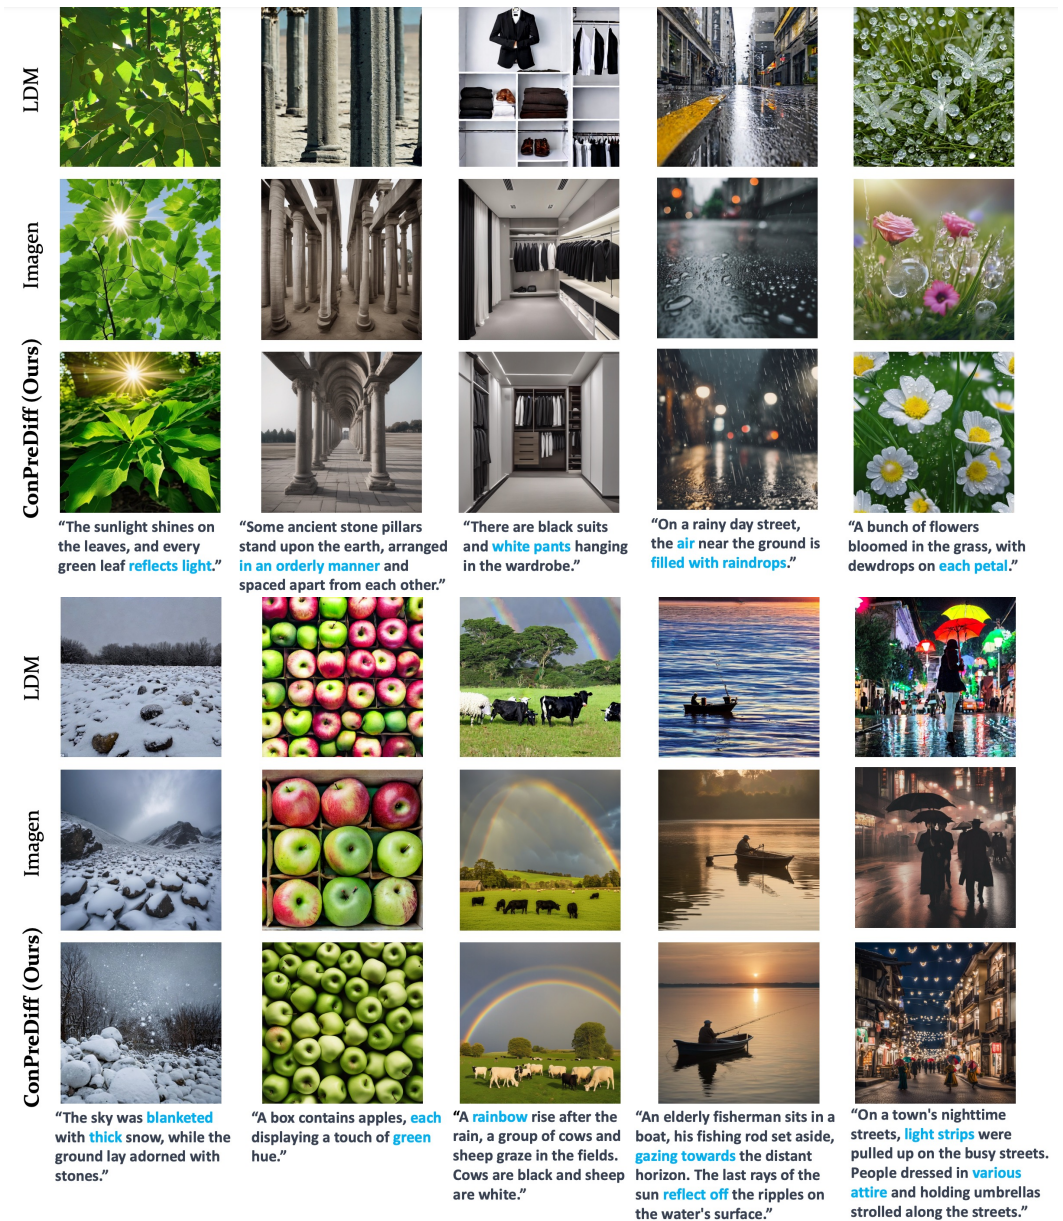 LDM
Imagen
ConPreDiff (Ours)
“The sunlight shines on
the leaves, and every
green leaf reflects light.”
“Some ancient stone pillars
stand upon the earth, arranged
in an orderly manner and
spaced apart from each other.”
“There are black suits
and white pants hanging
in the wardrobe.”
“On a rainy day street,
the air near the ground is
filled with raindrops.”
“A bunch of flowers
bloomed in the grass, with
dewdrops on each petal.”
LDM
Imagen
ConPreDiff (Ours)
“The sky was blanketed
with thick snow, while the
ground lay adorned with
stones.”
“A box contains apples, each
displaying a touch of green
hue.”
“A rainbow rise after the
rain, a group of cows and
sheep graze in the fields.
Cows are black and sheep
are white.”
“An elderly fisherman sits in a
boat, his fishing rod set aside,
gazing towards the distant
horizon. The last rays of the
sun reflect off the ripples on
the water's surface.”
“On a town's nighttime
streets, light strips were
pulled up on the busy streets.
People dressed in various
attire and holding umbrellas
strolled along the streets.”